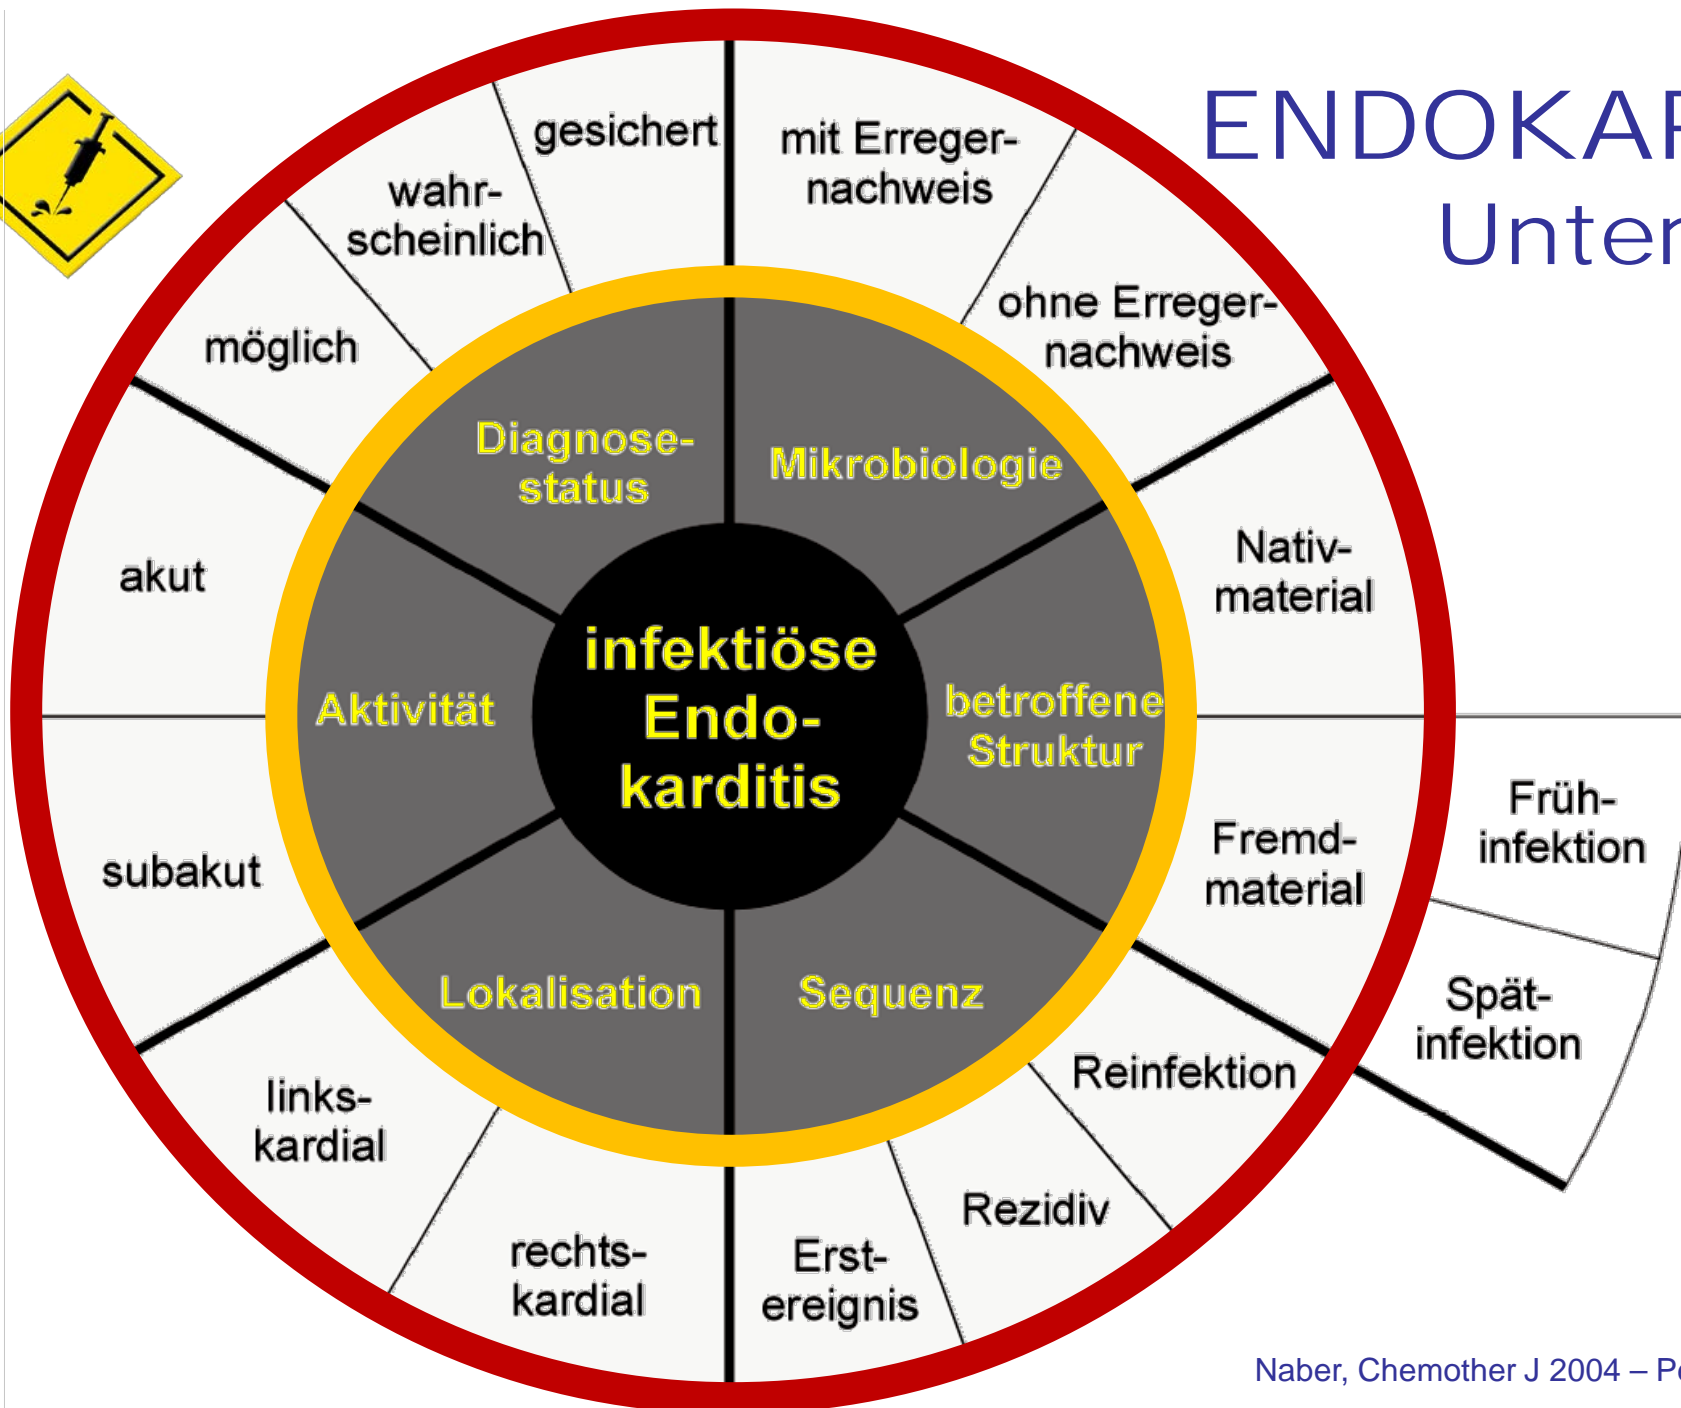 ENDOKAR
Unter
gesichert
wahr-
scheinlich
möglich
mit Erreger-
nachweis
ohne Erreger-
nachweis
Diagnose-
status
Mikrobiologie
akut
Nativ-
material
infektiöse
Endo-
karditis
Aktivität
betroffene
Struktur
subakut
Fremd-
material
Früh-
infektion
Spät-
infektion
Lokalisation
Sequenz
links-
kardial
rechts-
kardial
Erst-
ereignis
Rezidiv
Reinfektion
Naber, Chemother J 2004 –